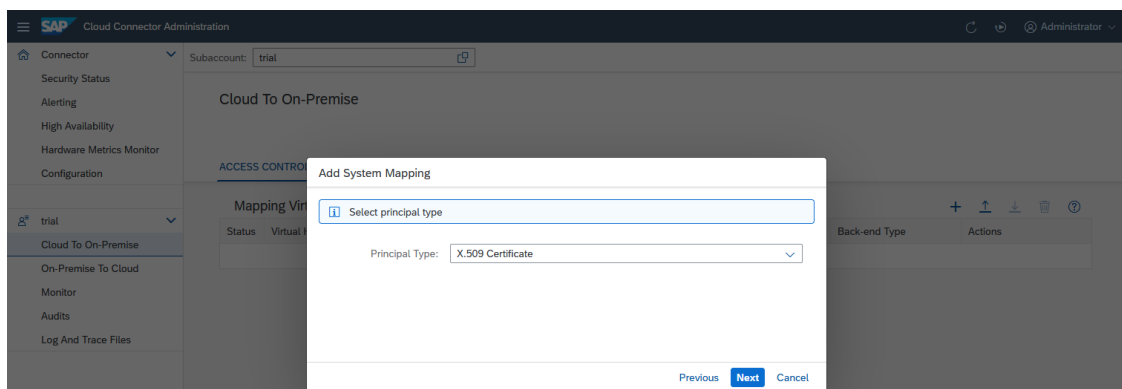 SAP Cloud Connector Administration
Administrator
Connector
Security Status
Alerting
High Availability
Hardware Metrics Monitor
Configuration
trial
Cloud To On-Premise
On-Premise To Cloud
Monitor
Audits
Log And Trace Files
Subaccount: trial
Cloud To On-Premise
ACCESS CONTROL
Mapping Virt
Status Virtual H Back-end Type Actions
Add System Mapping
Select principal type
Principal Type: X.509 Certificate
Previous Next Cancel